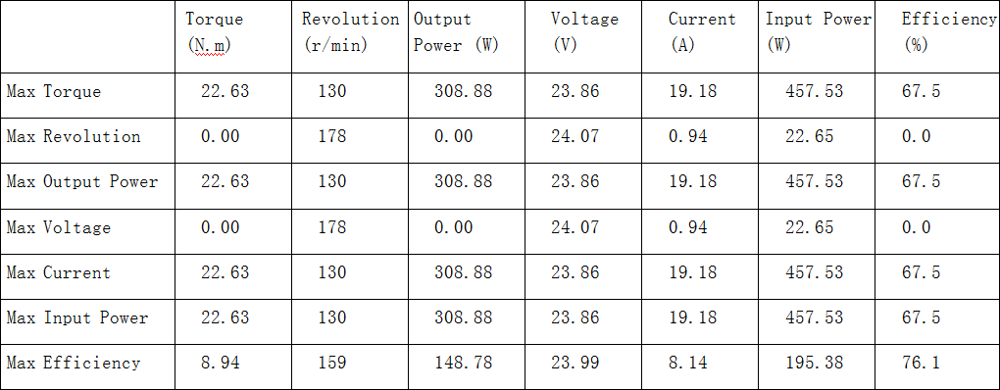 Torque Revolution Output Voltage Current Input Power Efficiency
(N.m) (r/min) Power (W) (V) (A) (W) (%)
Max Torque 22.63 130 308.88 23.86 19.18 457.53 67.5
Max Revolution 0.00 178 0.00 24.07 0.94 22.65 0.0
Max Output Power 22.63 130 308.88 23.86 19.18 457.53 67.5
Max Voltage 0.00 178 0.00 24.07 0.94 22.65 0.0
Max Current 22.63 130 308.88 23.86 19.18 457.53 67.5
Max Input Power 22.63 130 308.88 23.86 19.18 457.53 67.5
Max Efficiency 8.94 159 148.78 23.99 8.14 195.38 76.1